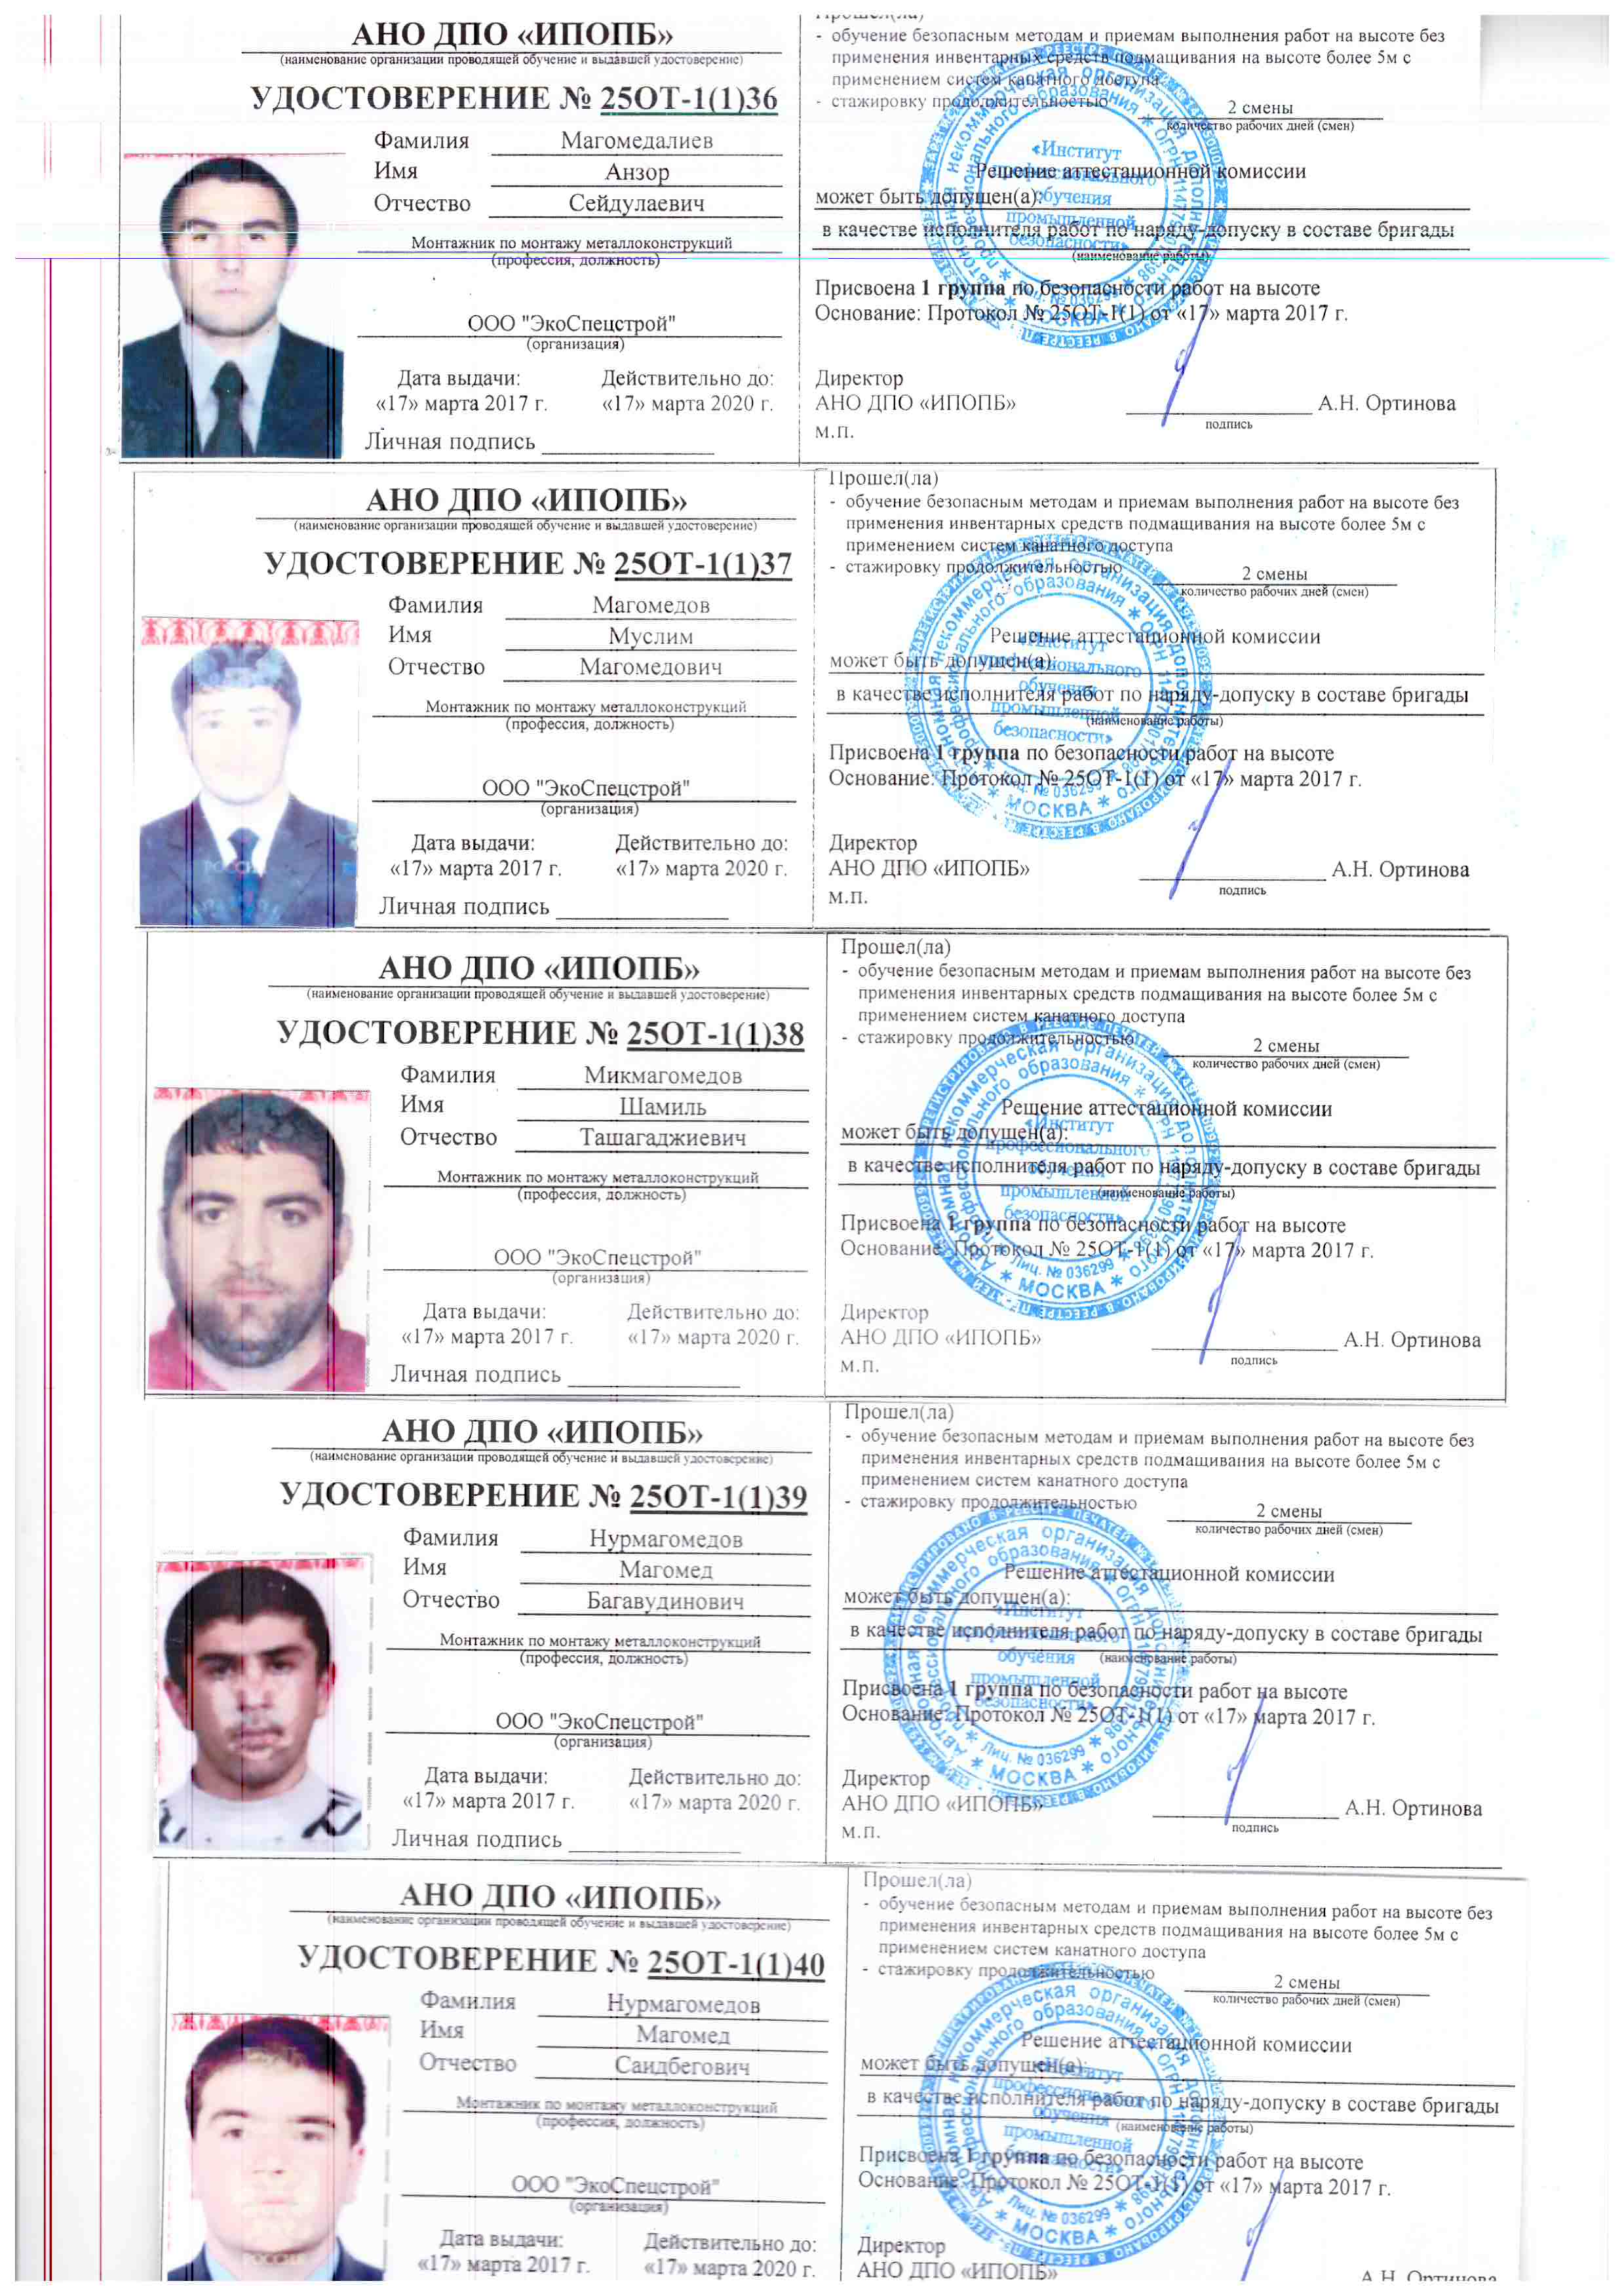 АНО ДПО «ИПОПБ»
(наименование организации проводящей обучение и выдавшей удостоверение)
УДОСТОВЕРЕНИЕ № 25ОТ-1(1)36
Фамилия Магомедалиев
Имя Анзор
Отчество Сейдулаевич
Монтажник по монтажу металлоконструкций
(профессия, должность)
ООО "ЭкоСпецстрой"
(организация)
Дата выдачи: Действительно до:
«17» марта 2017 г. «17» марта 2020 г.
Личная подпись
Прошел(ла)
- обучение безопасным методам и приемам выполнения работ на высоте без
применения инвентарных средств подмащивания на высоте более 5м с
применением систем канатного доступа
- стажировку продолжительностью 2 смены
количество рабочих дней (смен)
Решение аттестационной комиссии
может быть допущен(а):
в качестве исполнителя работ по наряду-допуску в составе бригады
(наименование работы)
Присвоена 1 группа по безопасности работ на высоте
Основание: Протокол № 25ОТ-1(1) от «17» марта 2017 г.
Директор
АНО ДПО «ИПОПБ» А.Н. Ортинова
подпись
М.П.
«Институт
профессионального
обучения
промышленной
безопасности»
МОСКВА
АНО ДПО «ИПОПБ»
(наименование организации проводящей обучение и выдавшей удостоверение)
УДОСТОВЕРЕНИЕ № 25ОТ-1(1)37
Фамилия Магомедов
Имя Муслим
Отчество Магомедович
Монтажник по монтажу металлоконструкций
(профессия, должность)
ООО "ЭкоСпецстрой"
(организация)
Дата выдачи: Действительно до:
«17» марта 2017 г. «17» марта 2020 г.
Личная подпись
Прошел(ла)
- обучение безопасным методам и приемам выполнения работ на высоте без
применения инвентарных средств подмащивания на высоте более 5м с
применением систем канатного доступа
- стажировку продолжительностью 2 смены
количество рабочих дней (смен)
Решение аттестационной комиссии
может быть допущен(а):
в качестве исполнителя работ по наряду-допуску в составе бригады
(наименование работы)
Присвоена 1 группа по безопасности работ на высоте
Основание: Протокол № 25ОТ-1(1) от «17» марта 2017 г.
Директор
АНО ДПО «ИПОПБ» А.Н. Ортинова
подпись
М.П.
«Институт
профессионального
обучения
промышленной
безопасности»
Лиц. № 036299
МОСКВА
АНО ДПО «ИПОПБ»
(наименование организации проводящей обучение и выдавшей удостоверение)
УДОСТОВЕРЕНИЕ № 25ОТ-1(1)38
Фамилия Микмагомедов
Имя Шамиль
Отчество Ташагаджиевич
Монтажник по монтажу металлоконструкций
(профессия, должность)
ООО "ЭкоСпецстрой"
(организация)
Дата выдачи: Действительно до:
«17» марта 2017 г. «17» марта 2020 г.
Личная подпись
Прошел(ла)
- обучение безопасным методам и приемам выполнения работ на высоте без
применения инвентарных средств подмащивания на высоте более 5м с
применением систем канатного доступа
- стажировку продолжительностью 2 смены
количество рабочих дней (смен)
Решение аттестационной комиссии
может быть допущен(а):
в качестве исполнителя работ по наряду-допуску в составе бригады
(наименование работы)
Присвоена 1 группа по безопасности работ на высоте
Основание: Протокол № 25ОТ-1(1) от «17» марта 2017 г.
Директор
АНО ДПО «ИПОПБ» А.Н. Ортинова
подпись
М.П.
«Институт
профессионального
обучения
промышленной
безопасности»
Лиц. № 036299
МОСКВА
АНО ДПО «ИПОПБ»
(наименование организации проводящей обучение и выдавшей удостоверение)
УДОСТОВЕРЕНИЕ № 25ОТ-1(1)39
Фамилия Нурмагомедов
Имя Магомед
Отчество Багавудинович
Монтажник по монтажу металлоконструкций
(профессия, должность)
ООО "ЭкоСпецстрой"
(организация)
Дата выдачи: Действительно до:
«17» марта 2017 г. «17» марта 2020 г.
Личная подпись
Прошел(ла)
- обучение безопасным методам и приемам выполнения работ на высоте без
применения инвентарных средств подмащивания на высоте более 5м с
применением систем канатного доступа
- стажировку продолжительностью 2 смены
количество рабочих дней (смен)
Решение аттестационной комиссии
может быть допущен(а):
в качестве исполнителя работ по наряду-допуску в составе бригады
(наименование работы)
Присвоена 1 группа по безопасности работ на высоте
Основание: Протокол № 25ОТ-1(1) от «17» марта 2017 г.
Директор
АНО ДПО «ИПОПБ» А.Н. Ортинова
подпись
М.П.
«Институт
профессионального
обучения
промышленной
безопасности»
Лиц. № 036299
МОСКВА
АНО ДПО «ИПОПБ»
(наименование организации проводящей обучение и выдавшей удостоверение)
УДОСТОВЕРЕНИЕ № 25ОТ-1(1)40
Фамилия Нурмагомедов
Имя Магомед
Отчество Саидбегович
Монтажник по монтажу металлоконструкций
(профессия, должность)
ООО "ЭкоСпецстрой"
(организация)
Дата выдачи: Действительно до:
«17» марта 2017 г. «17» марта 2020 г.
Прошел(ла)
- обучение безопасным методам и приемам выполнения работ на высоте без
применения инвентарных средств подмащивания на высоте более 5м с
применением систем канатного доступа
- стажировку продолжительностью 2 смены
количество рабочих дней (смен)
Решение аттестационной комиссии
может быть допущен(а):
в качестве исполнителя работ по наряду-допуску в составе бригады
(наименование работы)
Присвоена 1 группа по безопасности работ на высоте
Основание: Протокол № 25ОТ-1(1) от «17» марта 2017 г.
Директор
АНО ДПО «ИПОПБ» А.Н. Ортинова
«Институт
профессионального
обучения
промышленной
безопасности»
Лиц. № 036299
МОСКВА